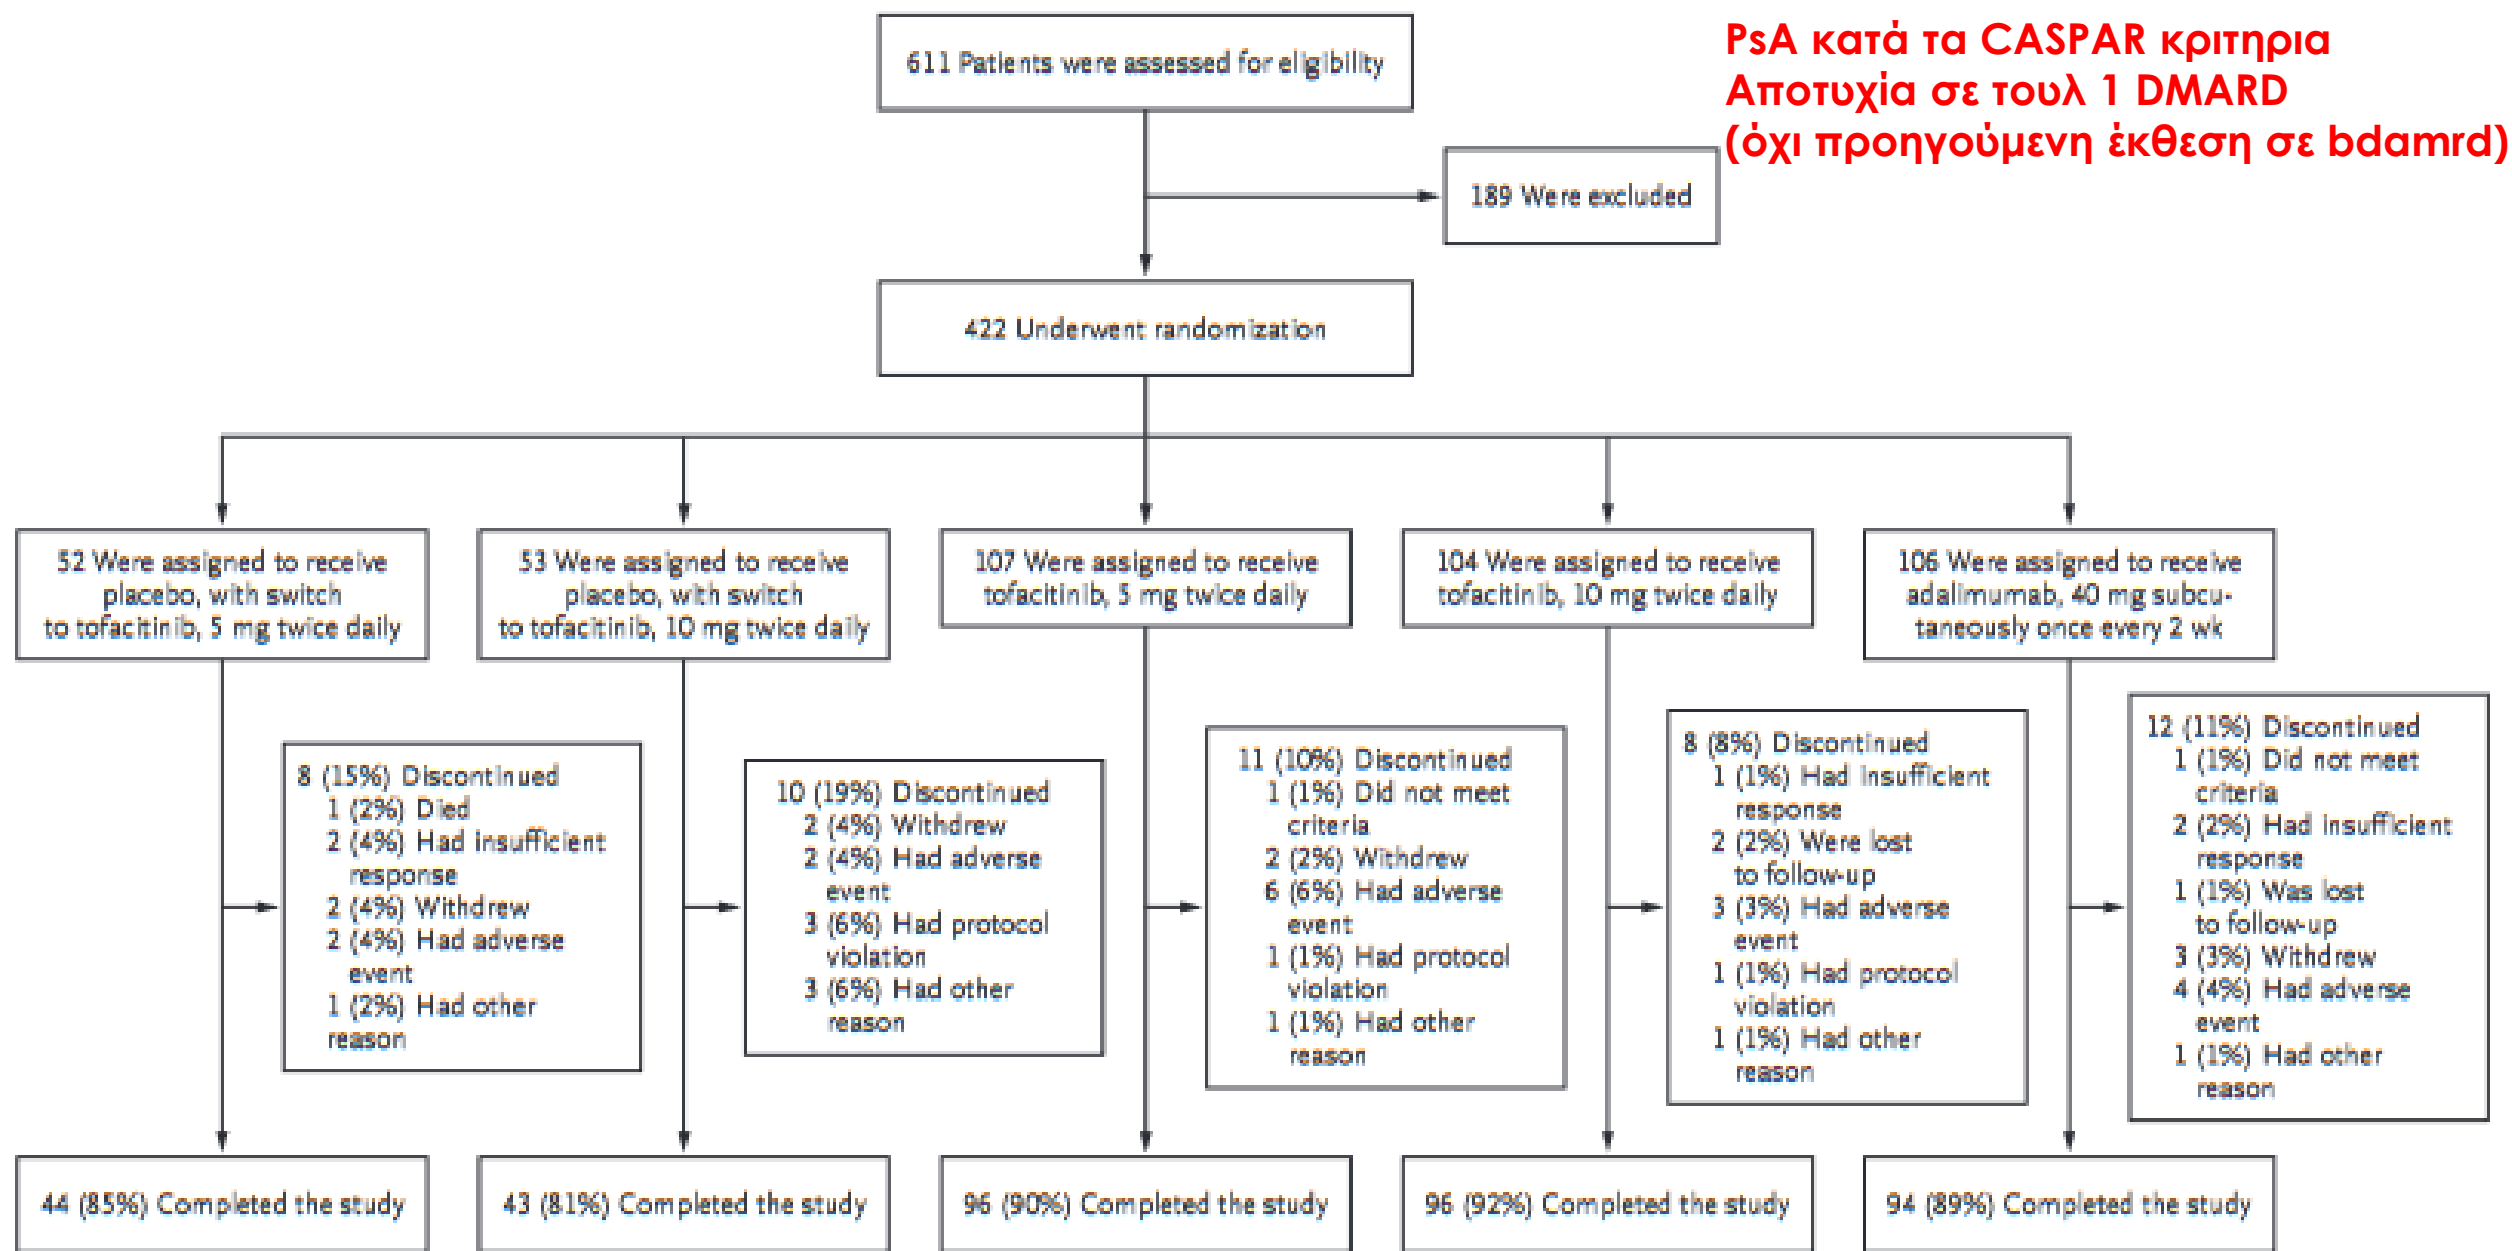 611 Patients were assessed for eligibility
PsA κατά τα CASPAR κριτηρια
Αποτυχία σε τουλ 1 DMARD
(όχι προηγούμενη έκθεση σε bdamrd)
189 Were excluded
422 Underwent randomization
52 Were assigned to receive
placebo, with switch
to tofacitinib, 5 mg twice daily
53 Were assigned to receive
placebo, with switch
to tofacitinib, 10 mg twice daily
107 Were assigned to receive
tofacitinib, 5 mg twice daily
104 Were assigned to receive
tofacitinib, 10 mg twice daily
106 Were assigned to receive
adalimumab, 40 mg subcu-
taneously once every 2 wk
8 (15%) Discontinued
1 (2%) Died
2 (4%) Had insufficient
response
2 (4%) Withdrew
2 (4%) Had adverse
event
1 (2%) Had other
reason
10 (19%) Discontinued
2 (4%) Withdrew
2 (4%) Had adverse
event
3 (6%) Had protocol
violation
3 (6%) Had other
reason
11 (10%) Discontinued
1 (1%) Did not meet
criteria
2 (2%) Withdrew
6 (6%) Had adverse
event
1 (1%) Had protocol
violation
1 (1%) Had other
reason
8 (8%) Discontinued
1 (1%) Had insufficient
response
2 (2%) Were lost
to follow-up
3 (3%) Had adverse
event
1 (1%) Had protocol
violation
1 (1%) Had other
reason
12 (11%) Discontinued
1 (1%) Did not meet
criteria
2 (2%) Had insufficient
response
1 (1%) Was lost
to follow-up
3 (3%) Withdrew
4 (4%) Had adverse
event
1 (1%) Had other
reason
44 (85%) Completed the study
43 (81%) Completed the study
96 (90%) Completed the study
96 (92%) Completed the study
94 (89%) Completed the study